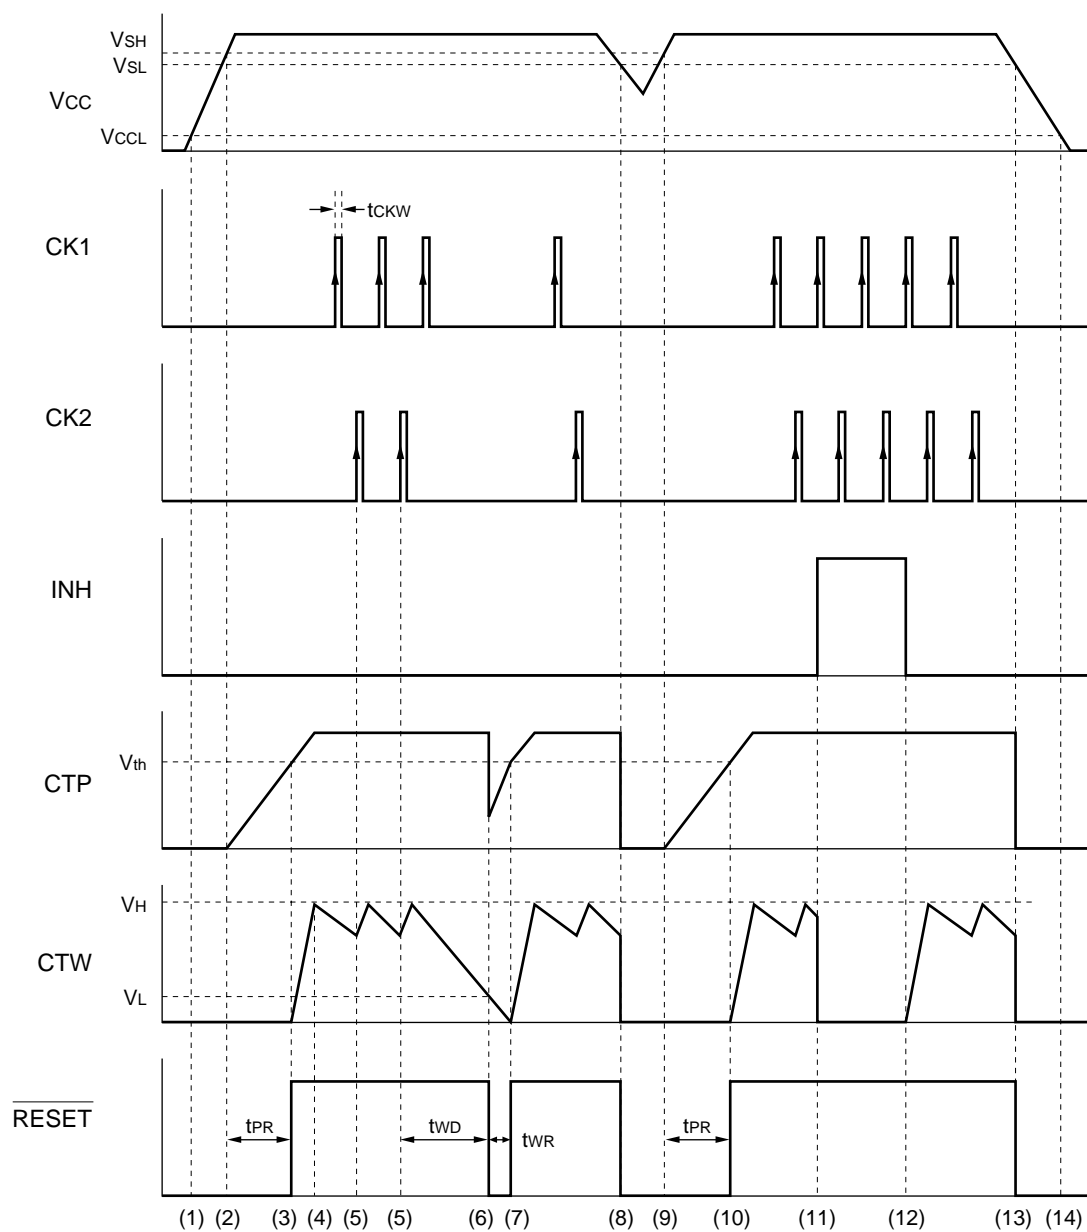 VSH
VSL
VCC
VCCL
tCKW
CK1
CK2
INH
Vth
CTP
VH
CTW
VL
RESET
tPR
tWD
tWR
tPR
(1) (2) (3) (4) (5) (5) (6) (7) (8) (9) (10) (11) (12) (13) (14)